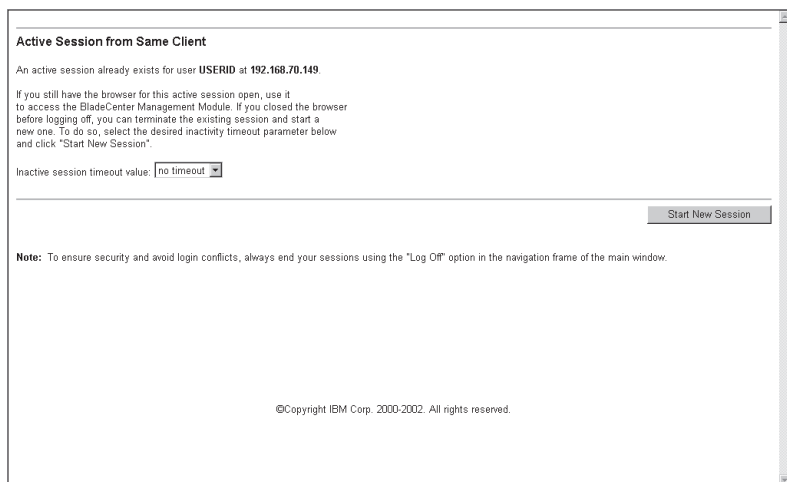 Active Session from Same Client
An active session already exists for user USERID at 192.168.70.149.
If you still have the browser for this active session open, use it
to access the BladeCenter Management Module. If you closed the browser
before logging off, you can terminate the existing session and start a
new one. To do so, select the desired inactivity timeout parameter below
and click "Start New Session".
Inactive session timeout value: no timeout
Start New Session
Note: To ensure security and avoid login conflicts, always end your sessions using the "Log Off" option in the navigation frame of the main window.
©Copyright IBM Corp. 2000-2002. All rights reserved.